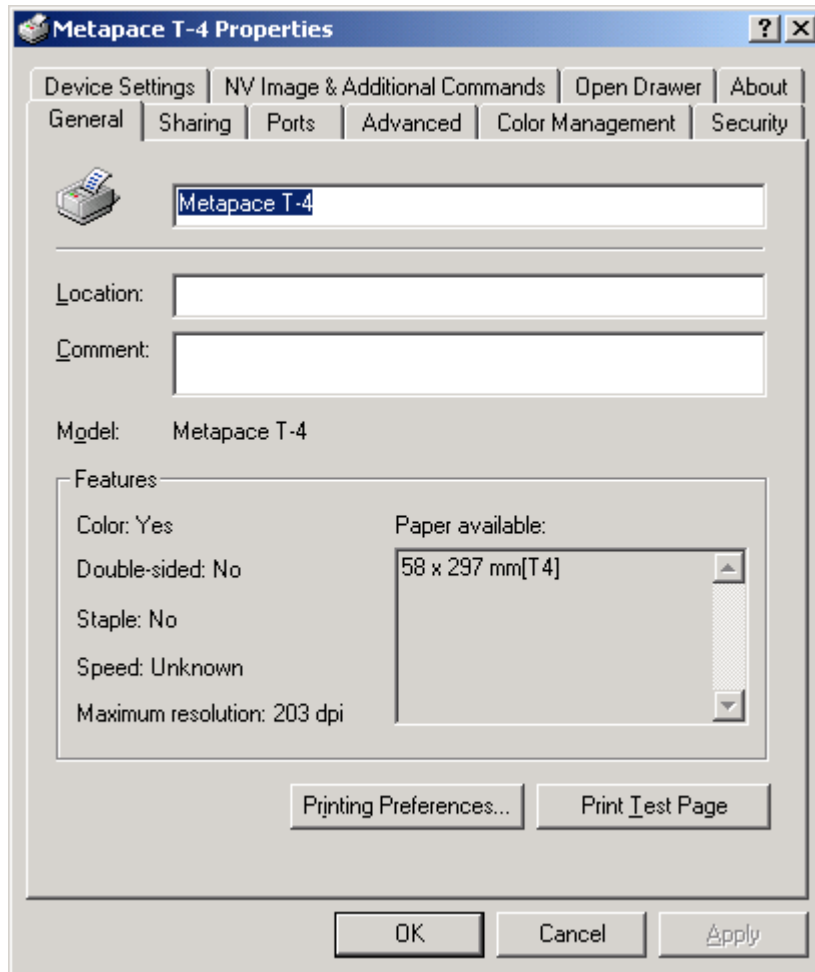 Metapace T-4 Properties
Device Settings NV Image & Additional Commands Open Drawer About
General Sharing Ports Advanced Color Management Security
Metapace T-4
Location:
Comment:
Model: Metapace T-4
Features
Color: Yes
Paper available:
Double-sided: No
58 x 297 mm[T4]
Staple: No
Speed: Unknown
Maximum resolution: 203 dpi
Printing Preferences... Print Test Page
OK Cancel Apply